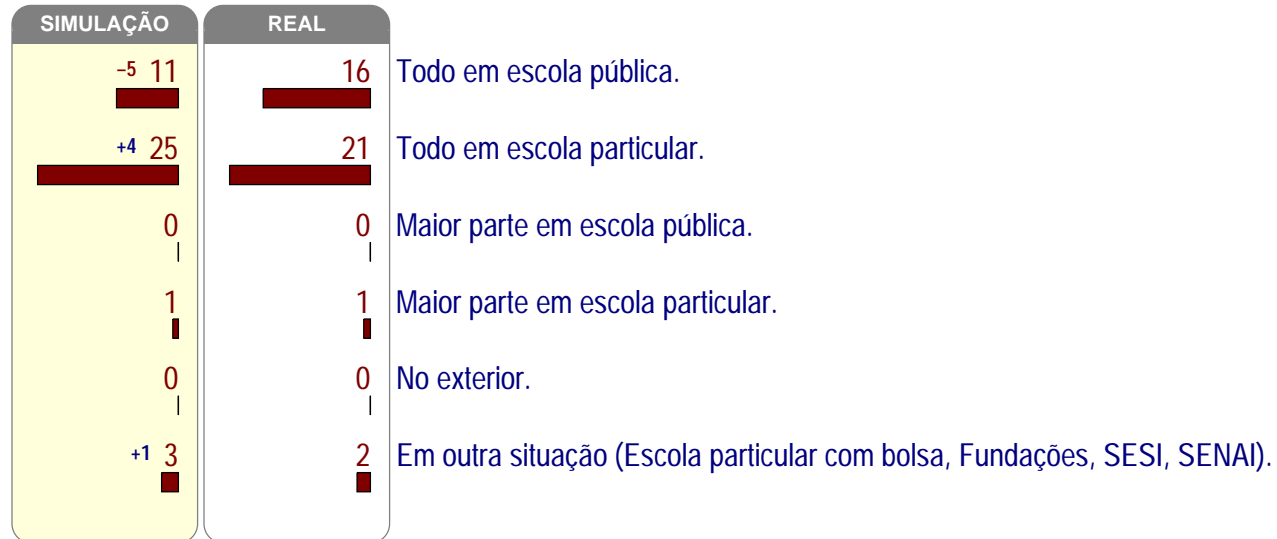 SIMULAÇÃO REAL
–5 11 16 Todo em escola pública.
+4 25 21 Todo em escola particular.
0 0 Maior parte em escola pública.
1 1 Maior parte em escola particular.
0 0 No exterior.
+1 3 2 Em outra situação (Escola particular com bolsa, Fundações, SESI, SENAI).